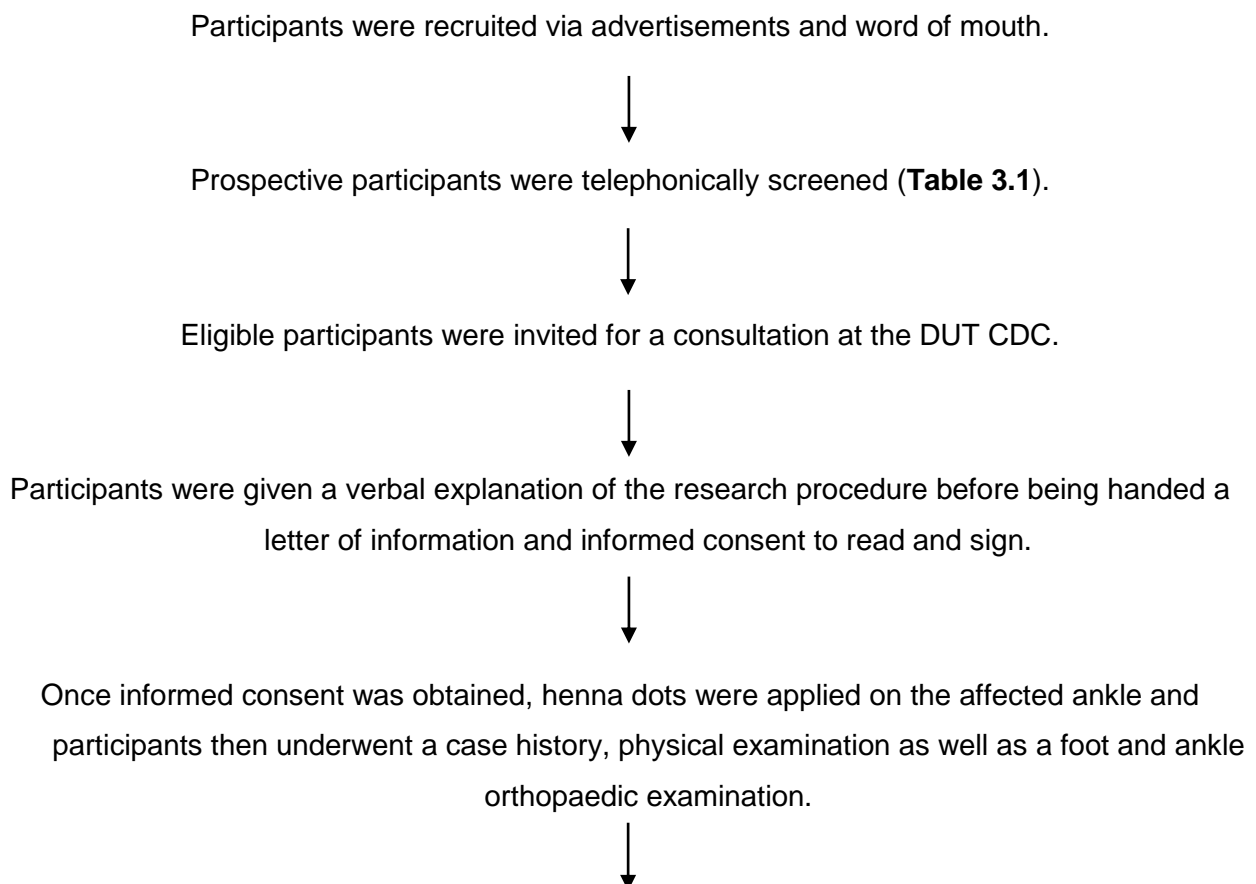 Participants were recruited via advertisements and word of mouth.
Prospective participants were telephonically screened (Table 3.1).
Eligible participants were invited for a consultation at the DUT CDC.
Participants were given a verbal explanation of the research procedure before being handed a
letter of information and informed consent to read and sign.
Once informed consent was obtained, henna dots were applied on the affected ankle and
participants then underwent a case history, physical examination as well as a foot and ankle
orthopaedic examination.